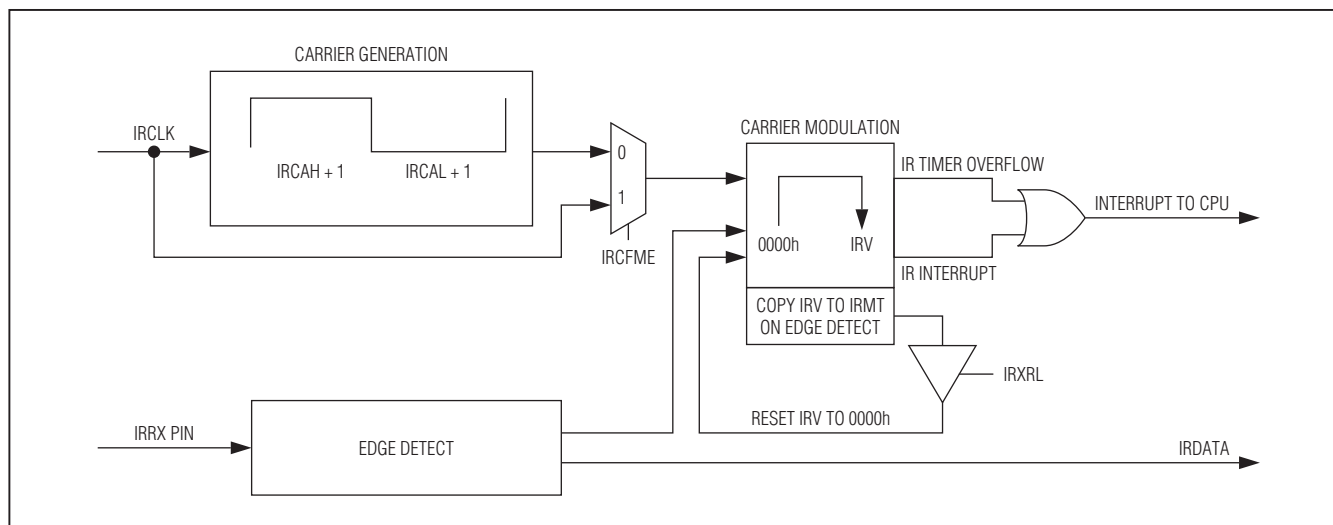 CARRIER GENERATION
IRCLK
IRCAH + 1
IRCAL + 1
0
1
IRCFME
CARRIER MODULATION
0000h
IRV
COPY IRV TO IRMT
ON EDGE DETECT
IR TIMER OVERFLOW
IR INTERRUPT
INTERRUPT TO CPU
IRXRL
RESET IRV TO 0000h
IRRX PIN
EDGE DETECT
IRDATA